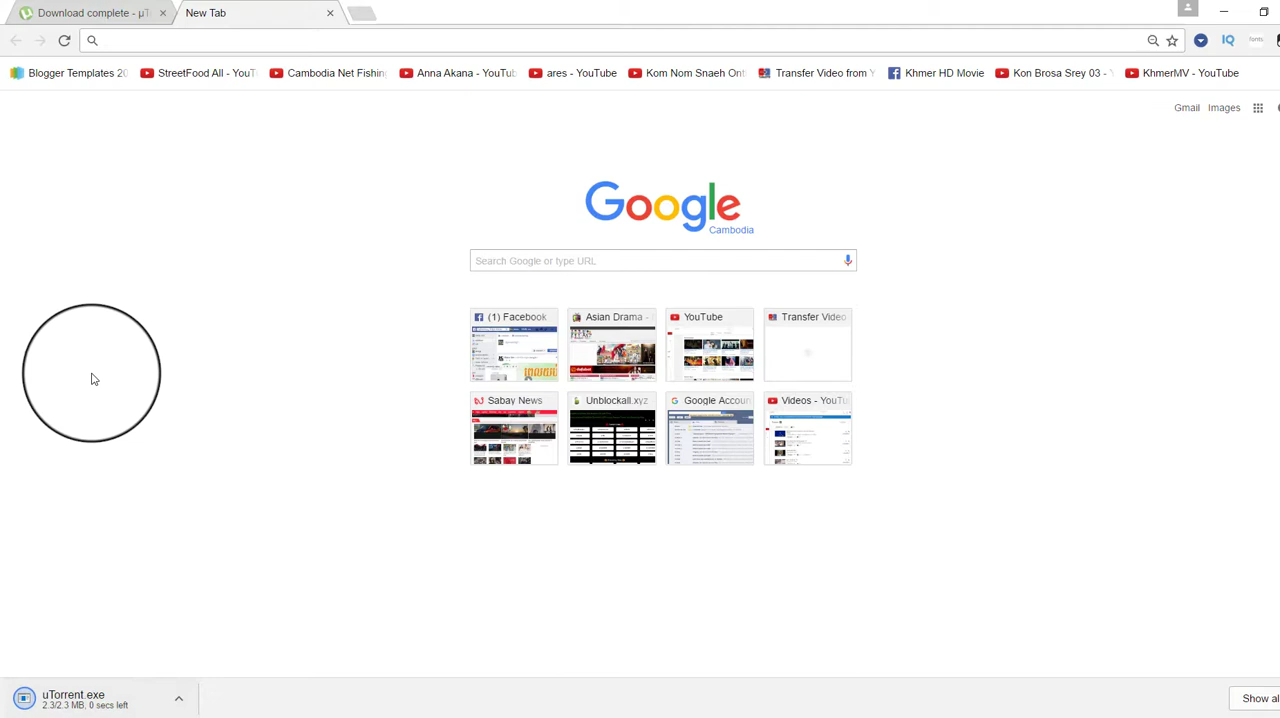 Download complete - µT
New Tab
fonts
Blogger Templates 20
StreetFood All - YouT
Cambodia Net Fishing
Anna Akana - YouTub
ares - YouTube
Kom Nom Snaeh Ont
Transfer Video from Y
Khmer HD Movie
Kon Brosa Srey 03 - Y
KhmerMV - YouTube
Gmail
Images
Google
Cambodia
Search Google or type URL
(1) Facebook
Asian Drama -
YouTube
Transfer Video
Sabay News
Unblockall.xyz
Google Accoun
Videos - YouTu
uTorrent.exe
2.3/2.3 MB, 0 secs left
Show al